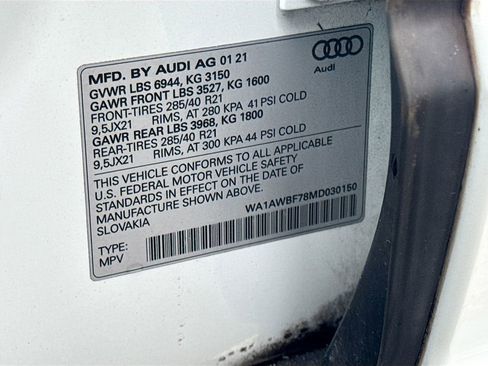 MFD. BY AUDI AG 01 21
GVWR LBS 6944, KG 3150
GAWR FRONT LBS 3527, KG 1600
FRONT-TIRES 285/40 R21
9,5JX21 RIMS, AT 280 KPA 41 PSI COLD
GAWR REAR LBS 3968, KG 1800
REAR-TIRES 285/40 R21
9,5JX21 RIMS, AT 300 KPA 44 PSI COLD
THIS VEHICLE CONFORMS TO ALL APPLICABLE
U.S. FEDERAL MOTOR VEHICLE SAFETY
STANDARDS IN EFFECT ON THE DATE OF
MANUFACTURE SHOWN ABOVE.
SLOVAKIA
WA1AWBF78MD030160
TYPE:
MPV
Audi